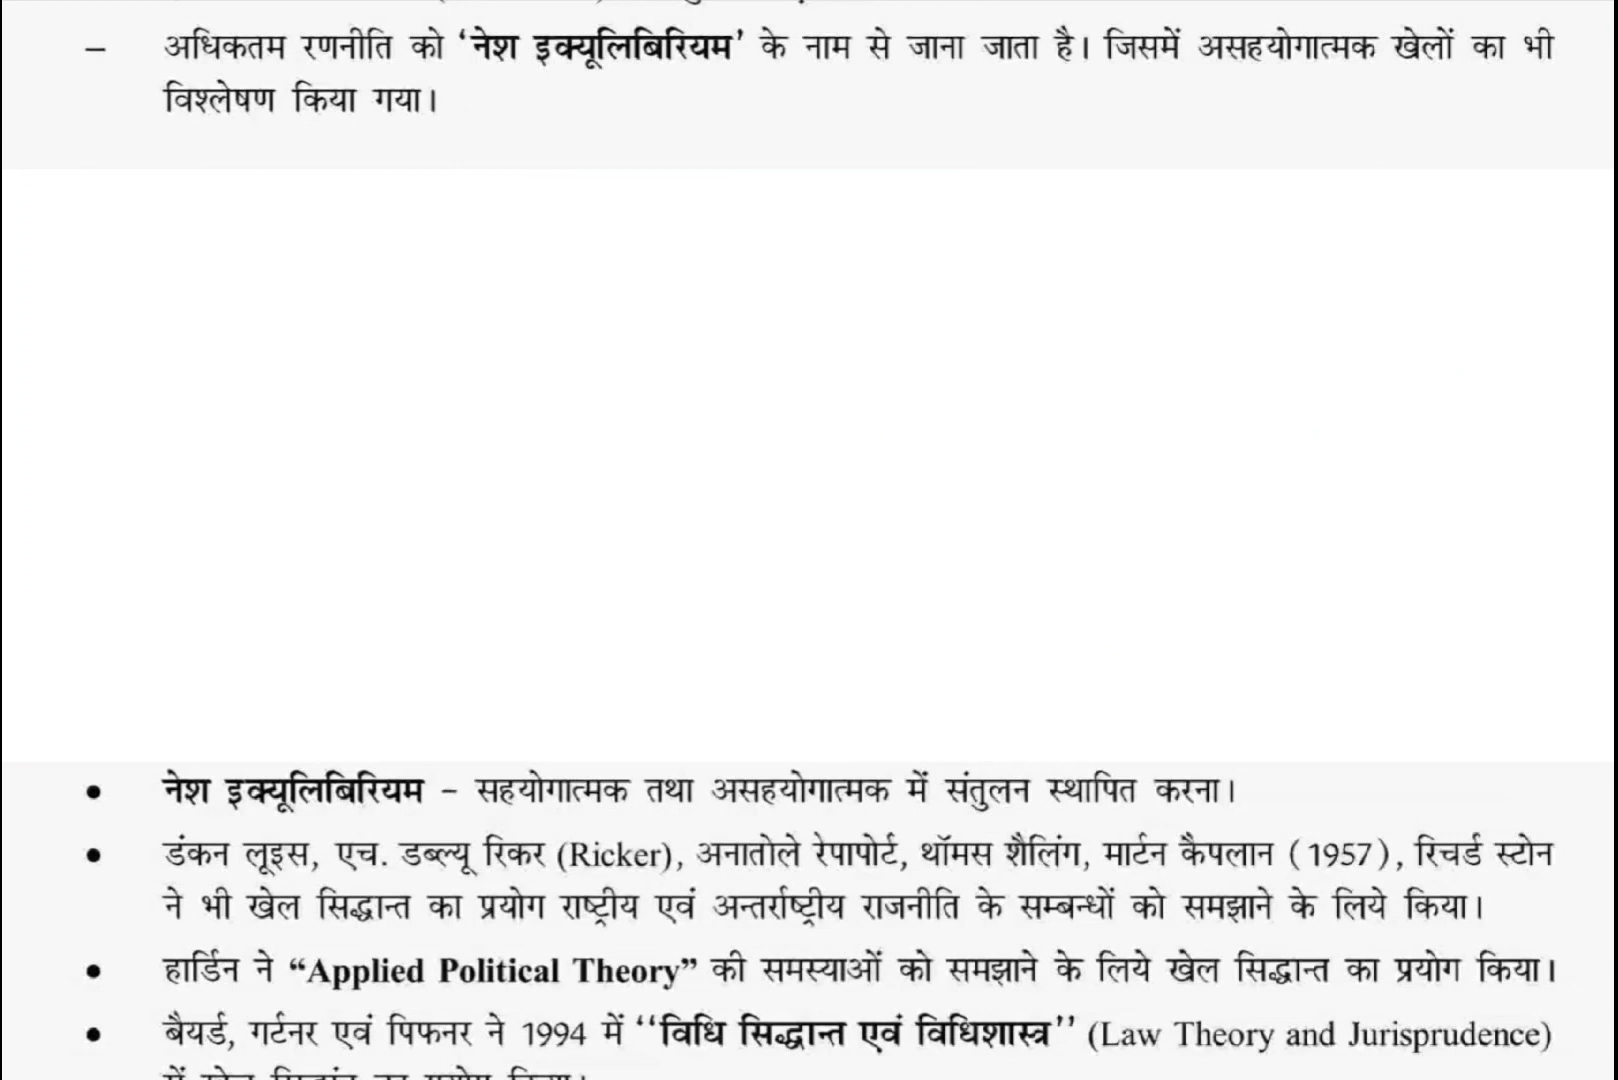 – अधिकतम रणनीति को ‘नेश इक्यूलिबिरियम’ के नाम से जाना जाता है। जिसमें असहयोगात्मक खेलों का भी
विश्लेषण किया गया।
• नेश इक्यूलिबिरियम – सहयोगात्मक तथा असहयोगात्मक में संतुलन स्थापित करना।
• डंकन लूइस, एच. डब्ल्यू रिकर (Ricker), अनातोले रेपापोर्ट, थॉमस शैलिंग, मार्टन कैपलान (1957), रिचर्ड स्टोन
ने भी खेल सिद्धान्त का प्रयोग राष्ट्रीय एवं अन्तर्राष्ट्रीय राजनीति के सम्बन्धों को समझाने के लिये किया।
• हार्डिन ने “Applied Political Theory” की समस्याओं को समझाने के लिये खेल सिद्धान्त का प्रयोग किया।
• बैयर्ड, गर्टनर एवं पिफनर ने 1994 में ‘‘विधि सिद्धान्त एवं विधिशास्त्र’’ (Law Theory and Jurisprudence)